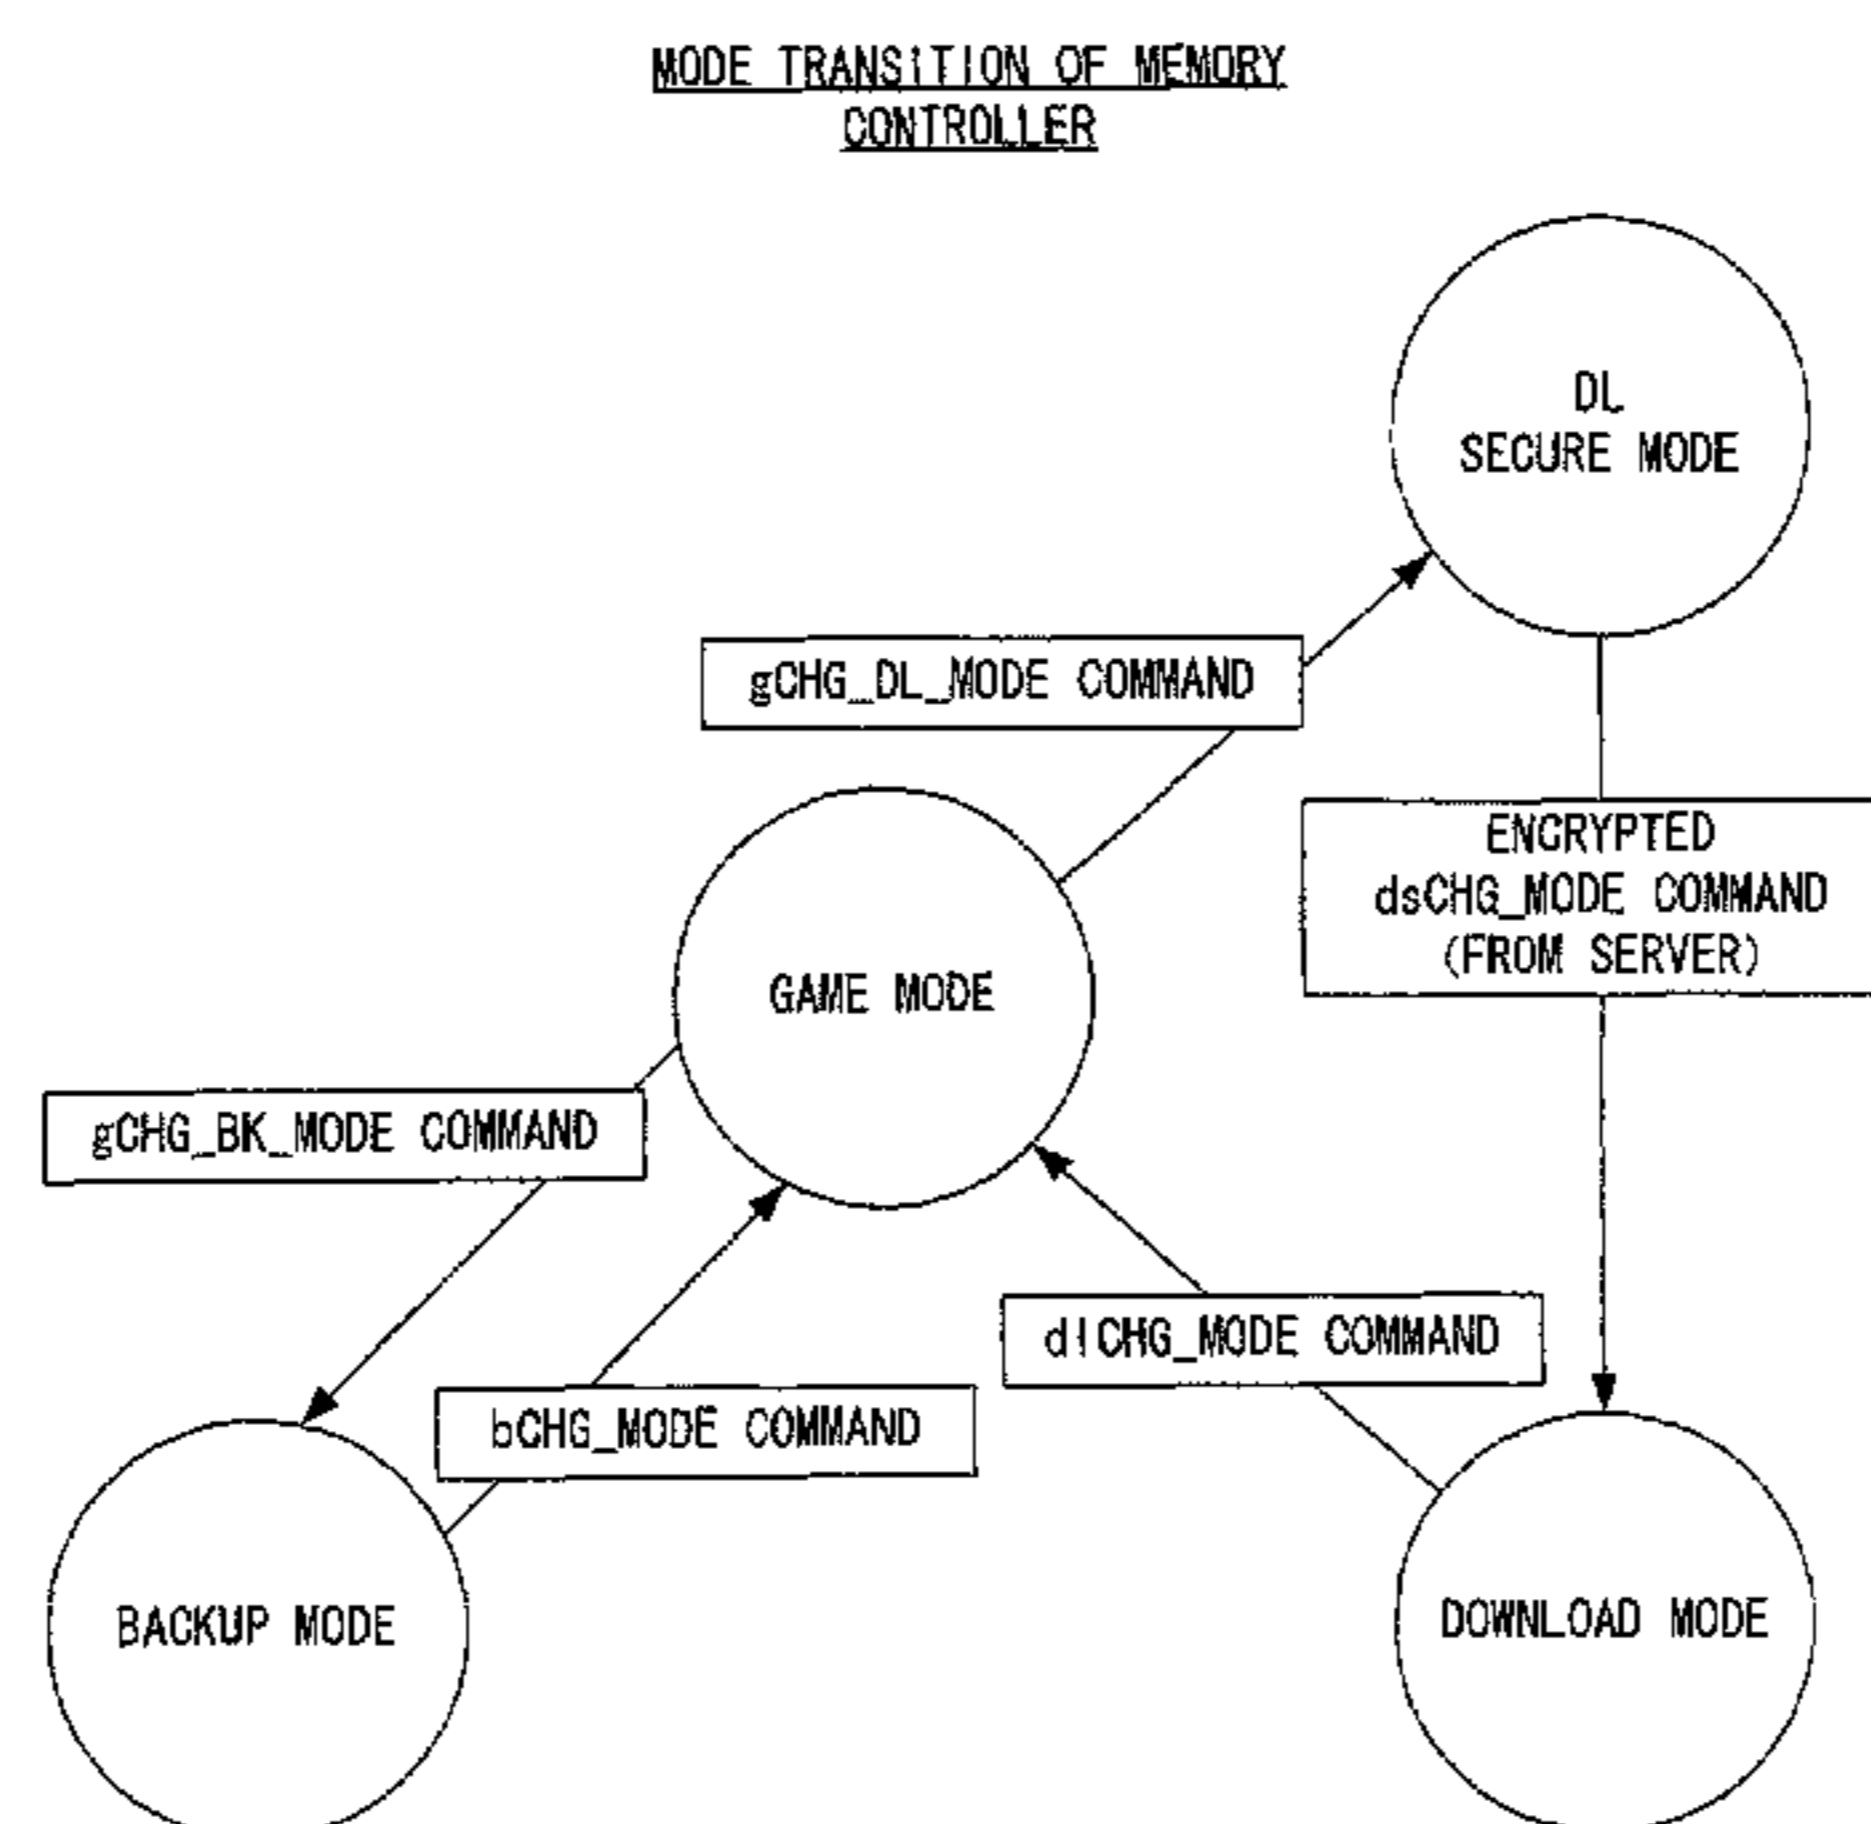 MODE TRANSITION OF MEMORY
CONTROLLER
DL
SECURE MODE
gCHG_DL_MODE COMMAND
ENCRYPTED
dsCHG_MODE COMMAND
(FROM SERVER)
GAME MODE
gCHG_BK_MODE COMMAND
dlCHG_MODE COMMAND
bCHG_MODE COMMAND
BACKUP MODE
DOWNLOAD MODE